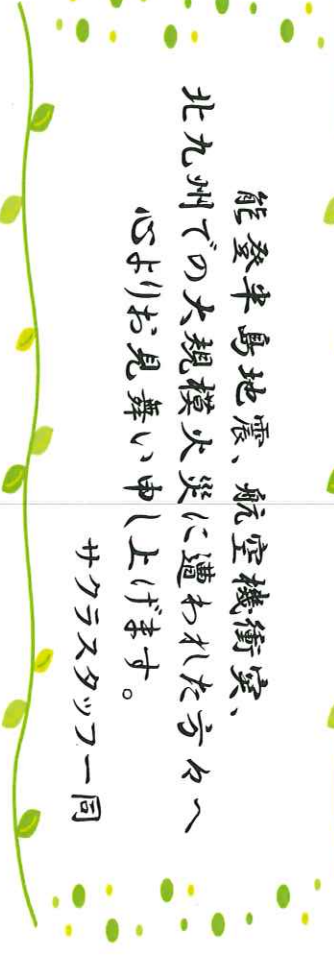 能登半島地震、航空機衝突、
北九州での大規模火災に遭われた方々へ
心よりお見舞い申し上げます。
サクラスタッフ一同